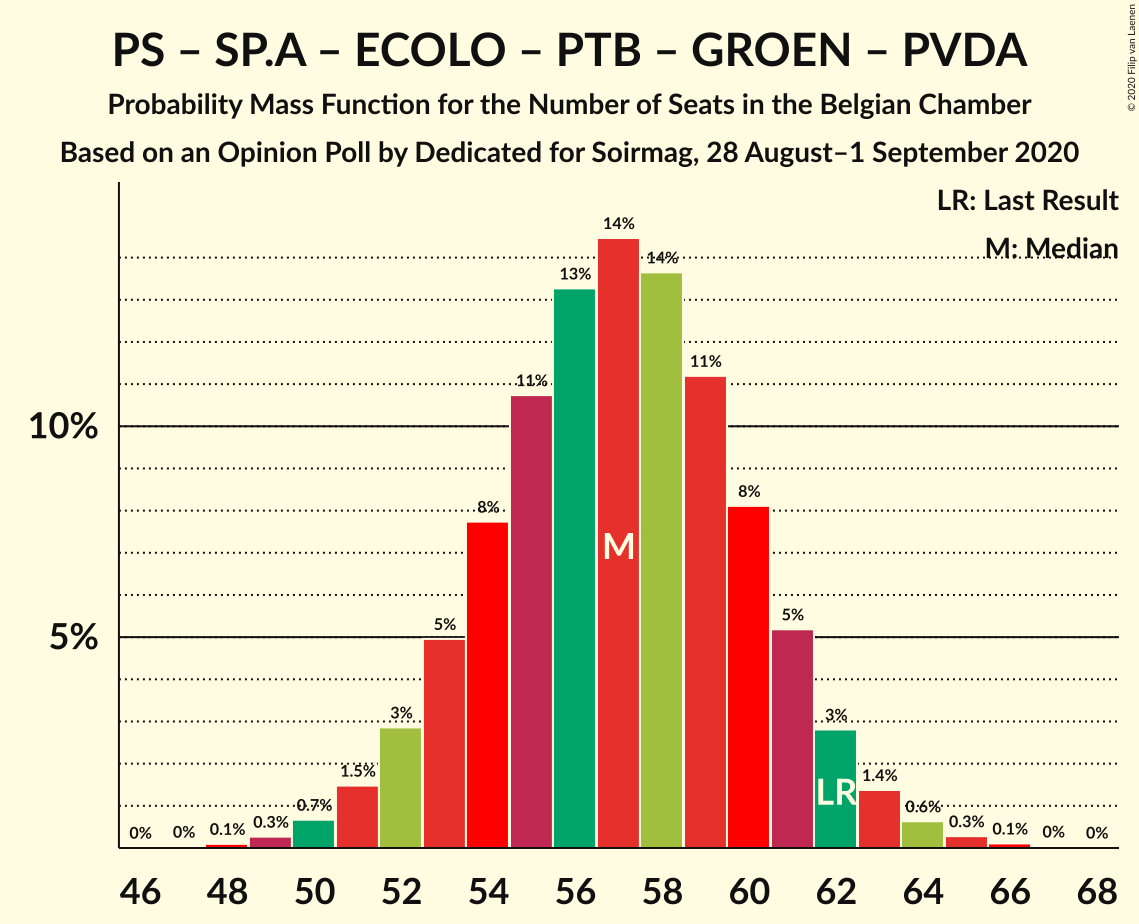 PS – SP.A – ECOLO – PTB – GROEN – PVDA
Probability Mass Function for the Number of Seats in the Belgian Chamber
Based on an Opinion Poll by Dedicated for Soirmag, 28 August–1 September 2020
© 2020 Filip van Laenen
LR: Last Result
M: Median
10%
5%
0% 0% 0.1% 0.3% 0.7% 1.5% 3% 5% 8% 11% 13% 14% 14% 11% 8% 5% 3% 1.4% 0.6% 0.3% 0.1% 0% 0%
M
LR
46 48 50 52 54 56 58 60 62 64 66 68